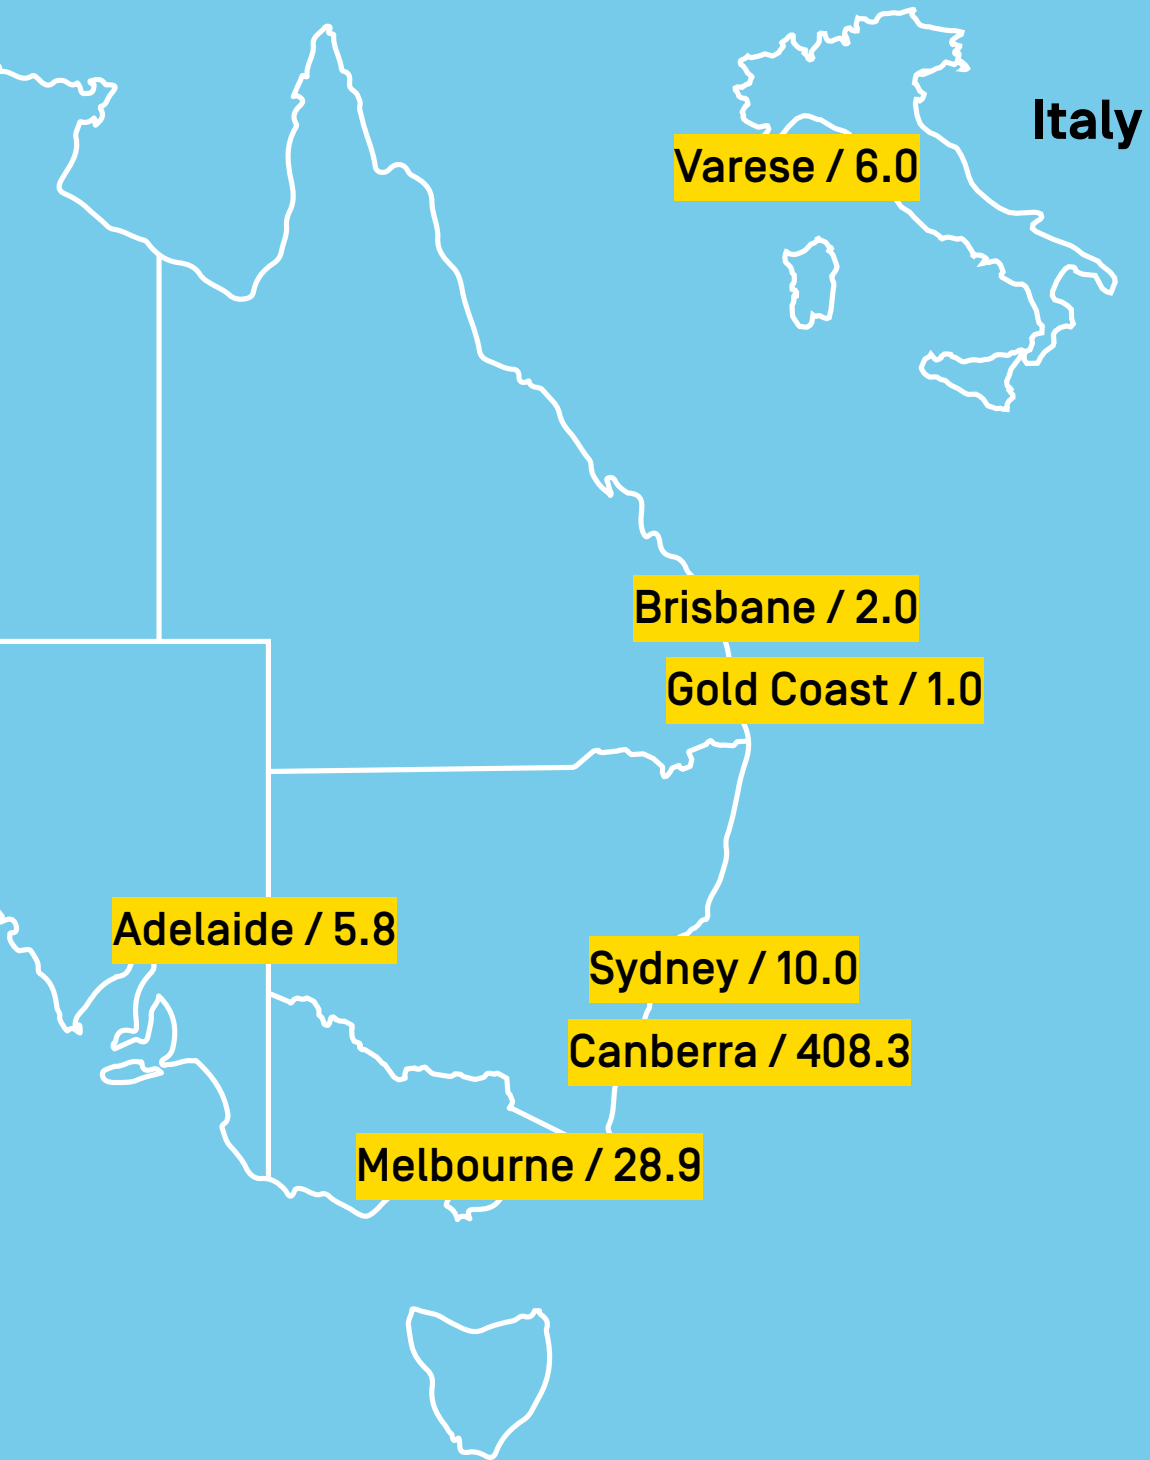 Italy
Varese / 6.0
Brisbane / 2.0
Gold Coast / 1.0
Adelaide / 5.8
Sydney / 10.0
Canberra / 408.3
Melbourne / 28.9